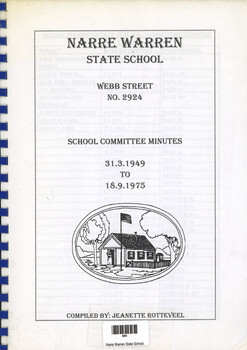 NARRE WARREN
STATE SCHOOL
WEBB STREET
NO. 2924
SCHOOL COMMITTEE MINUTES
31.3.1949
TO
18.9.1975
COMPILED BY: JEANETTE ROTTEVEEL
Narre Warren State School